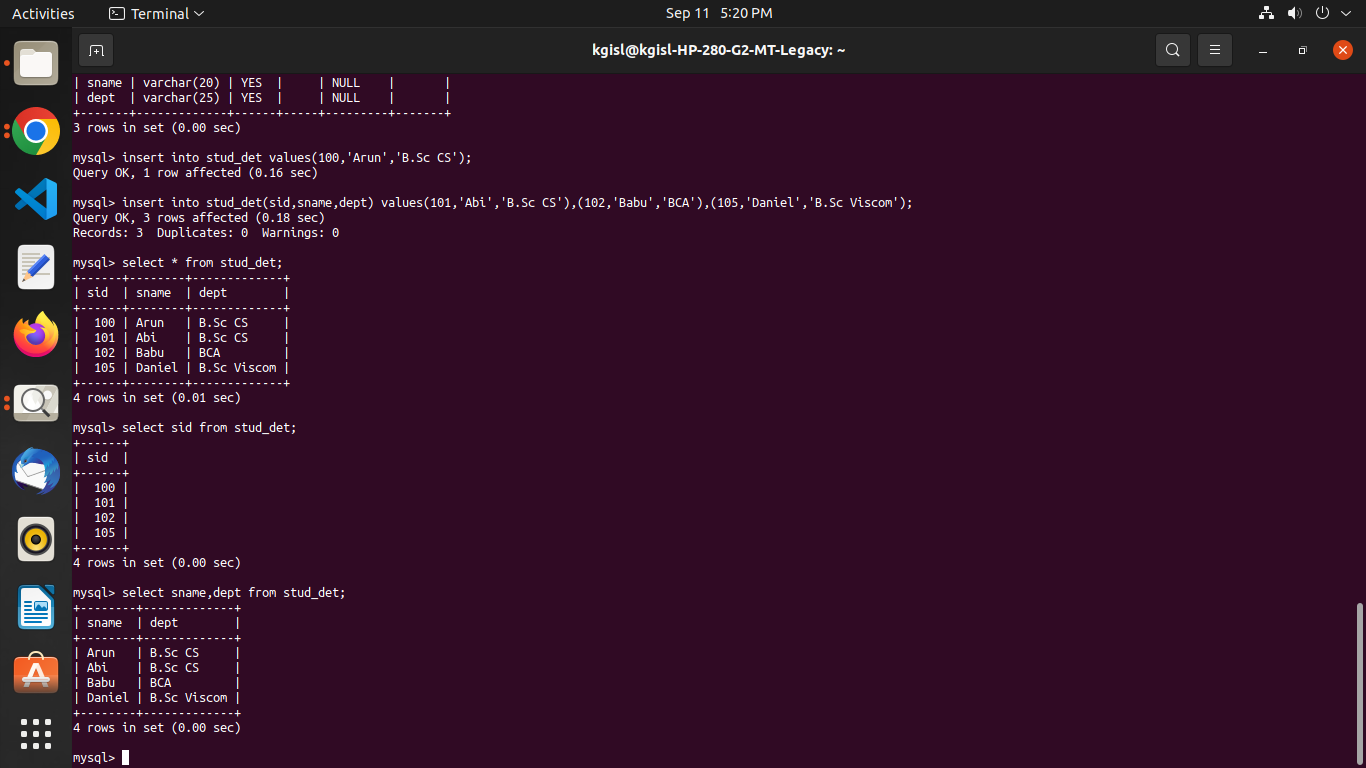 Activities Terminal Sep 11 5:20 PM
kgisl@kgisl-HP-280-G2-MT-Legacy: ~
| sname | varchar(20) | YES  |     | NULL    |       |
| dept  | varchar(25) | YES  |     | NULL    |       |
+-------+-------------+------+-----+---------+-------+
3 rows in set (0.00 sec)
mysql> insert into stud_det values(100,'Arun','B.Sc CS');
Query OK, 1 row affected (0.16 sec)
mysql> insert into stud_det(sid,sname,dept) values(101,'Abi','B.Sc CS'),(102,'Babu','BCA'),(105,'Daniel','B.Sc Viscom');
Query OK, 3 rows affected (0.18 sec)
Records: 3  Duplicates: 0  Warnings: 0
mysql> select * from stud_det;
+------+--------+-------------+
| sid  | sname  | dept        |
+------+--------+-------------+
|  100 | Arun   | B.Sc CS     |
|  101 | Abi    | B.Sc CS     |
|  102 | Babu   | BCA         |
|  105 | Daniel | B.Sc Viscom |
+------+--------+-------------+
4 rows in set (0.01 sec)
mysql> select sid from stud_det;
+------+
| sid  |
+------+
|  100 |
|  101 |
|  102 |
|  105 |
+------+
4 rows in set (0.00 sec)
mysql> select sname,dept from stud_det;
+--------+-------------+
| sname  | dept        |
+--------+-------------+
| Arun   | B.Sc CS     |
| Abi    | B.Sc CS     |
| Babu   | BCA         |
| Daniel | B.Sc Viscom |
+--------+-------------+
4 rows in set (0.00 sec)
mysql>